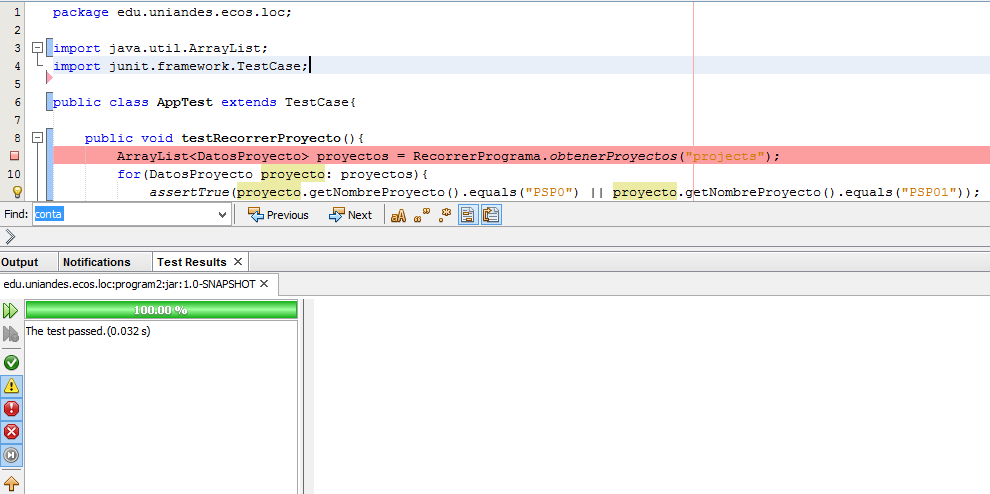 1 package edu.uniandes.ecos.loc;
2
3 import java.util.ArrayList;
4 import junit.framework.TestCase;
5
6 public class AppTest extends TestCase{
7
8 public void testRecorrerProyecto(){
ArrayList<DatosProyecto> proyectos = RecorrerPrograma.obtenerProyectos("projects");
10 for(DatosProyecto proyecto: proyectos){
assertTrue(proyecto.getNombreProyecto().equals("PSP0") || proyecto.getNombreProyecto().equals("PSP01"));
Find: conta Previous Next aA “” .*
Output Notifications Test Results
edu.uniandes.ecos.loc:program2:jar:1.0-SNAPSHOT
100.00 %
The test passed.(0.032 s)